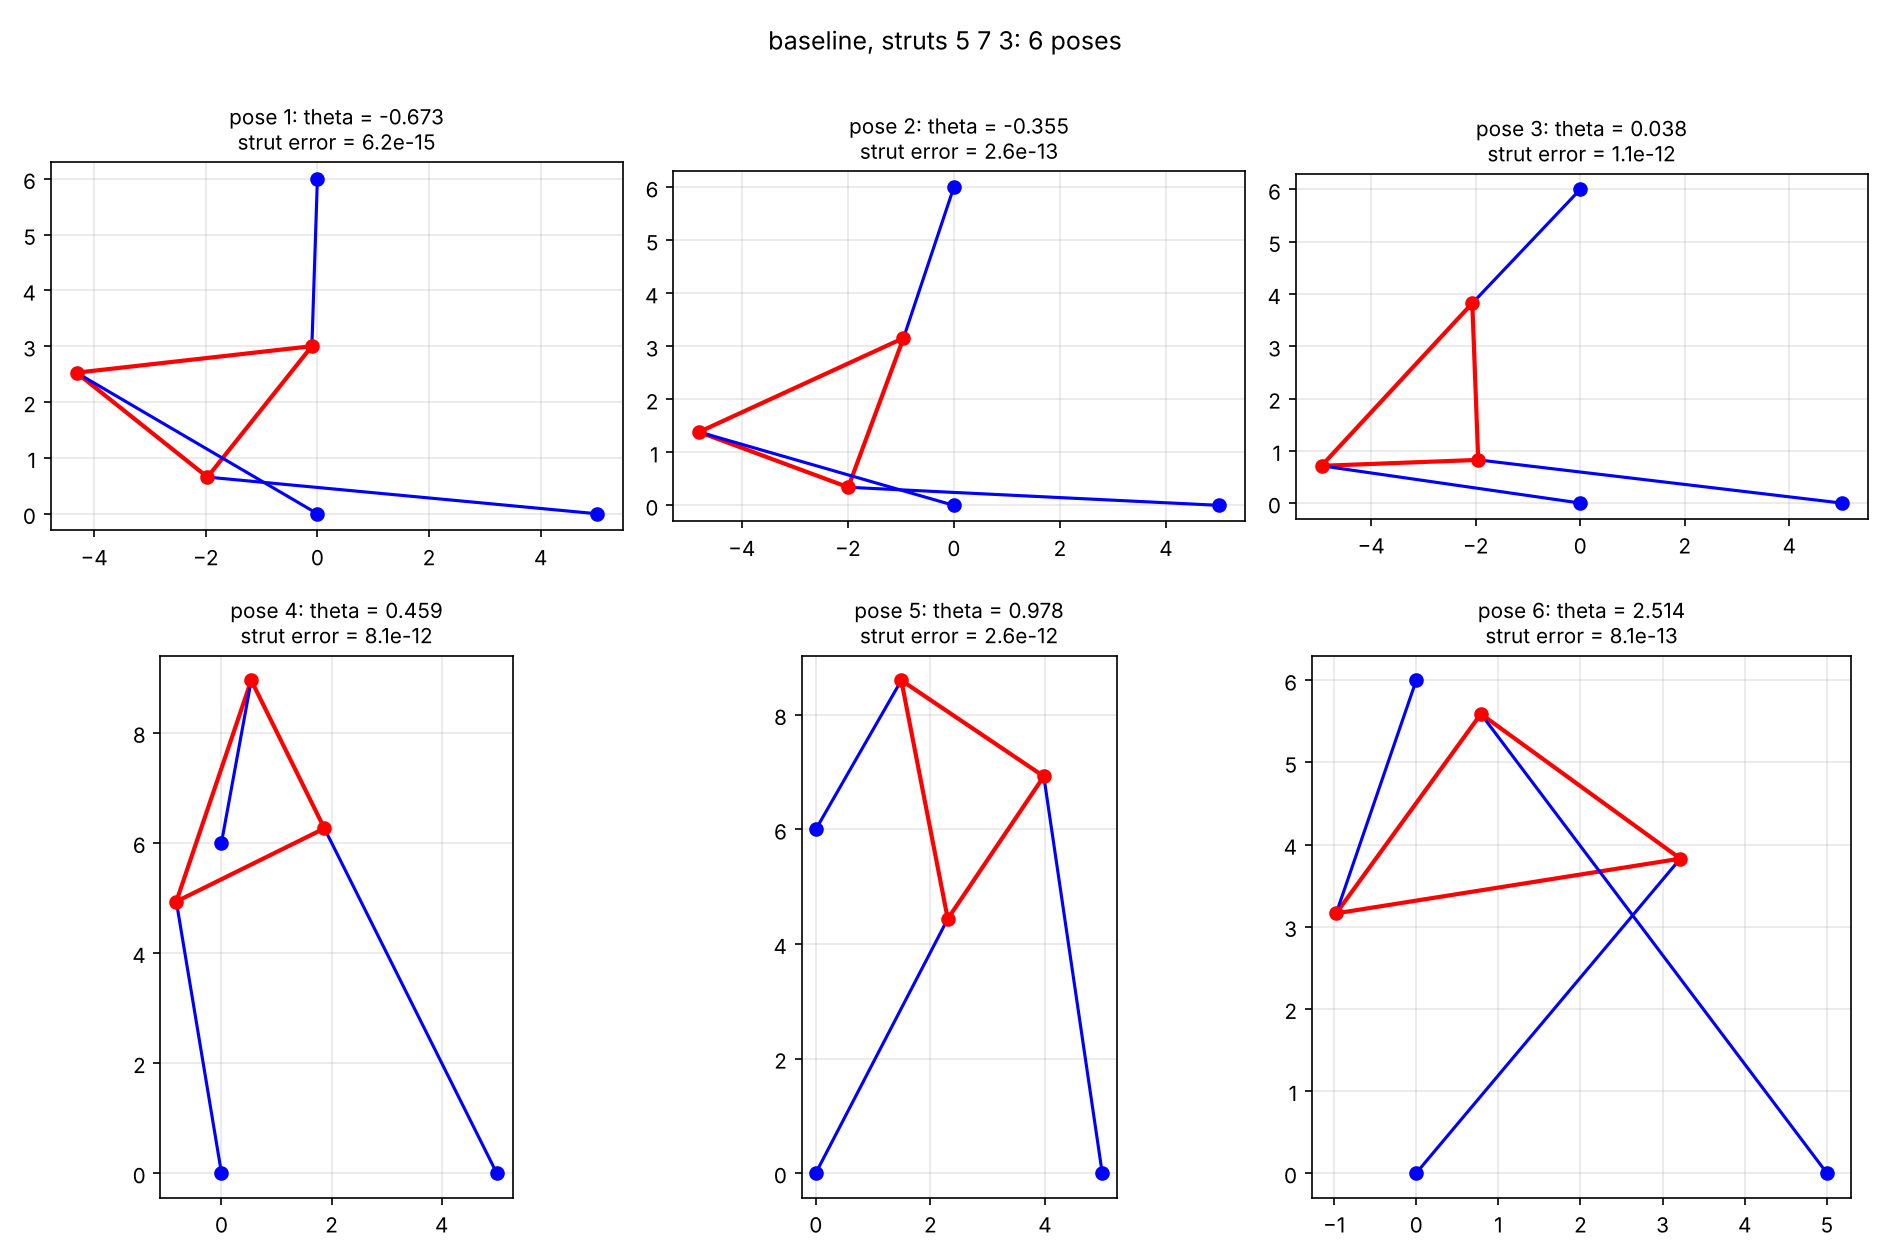 baseline, struts 5 7 3: 6 poses
pose 1: theta = -0.673
strut error = 6.2e-15
6
5
4
3
2
1
0
−4 −2 0 2 4
pose 2: theta = -0.355
strut error = 2.6e-13
6
5
4
3
2
1
0
−4 −2 0 2 4
pose 3: theta = 0.038
strut error = 1.1e-12
6
5
4
3
2
1
0
−4 −2 0 2 4
pose 4: theta = 0.459
strut error = 8.1e-12
8
6
4
2
0
0 2 4
pose 5: theta = 0.978
strut error = 2.6e-12
8
6
4
2
0
0 2 4
pose 6: theta = 2.514
strut error = 8.1e-13
6
5
4
3
2
1
0
−1 0 1 2 3 4 5